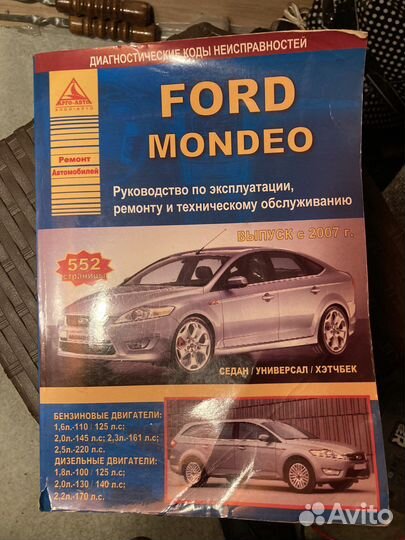 ДИАГНОСТИЧЕСКИЕ КОДЫ НЕИСПРАВНОСТЕЙ
АРГО-АВТО
Ремонт
Автомобилей
FORD
MONDEO
Руководство по эксплуатации,
ремонту и техническому обслуживанию
ВЫПУСК с 2007 г.
552
страницы
СЕДАН / УНИВЕРСАЛ / ХЭТЧБЕК
БЕНЗИНОВЫЕ ДВИГАТЕЛИ:
1,6л.-110 / 125 л.с;
2,0л.-145 л.с; 2,3л.-161 л.с;
2,5л.-220 л.с.
ДИЗЕЛЬНЫЕ ДВИГАТЕЛИ:
1,8л.-100 / 125 л.с;
2,0л.-130 / 140 л.с;
2,2л.-170 л.с.
Avito